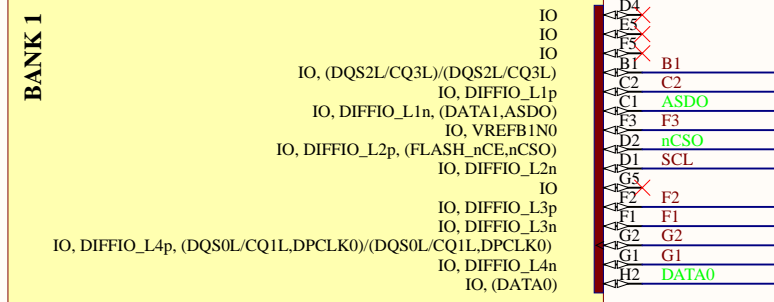 BANK 1
IO D4
IO E5
IO F5
IO, (DQS2L/CQ3L)/(DQS2L/CQ3L) B1 B1
IO, DIFFIO_L1p C2 C2
IO, DIFFIO_L1n, (DATA1,ASDO) C1 ASDO
IO, VREFB1N0 F3 F3
IO, DIFFIO_L2p, (FLASH_nCE,nCSO) D2 nCSO
IO, DIFFIO_L2n D1 SCL
IO G5
IO, DIFFIO_L3p F2 F2
IO, DIFFIO_L3n F1 F1
IO, DIFFIO_L4p, (DQS0L/CQ1L,DPCLK0)/(DQS0L/CQ1L,DPCLK0) G2 G2
IO, DIFFIO_L4n G1 G1
IO, (DATA0) H2 DATA0